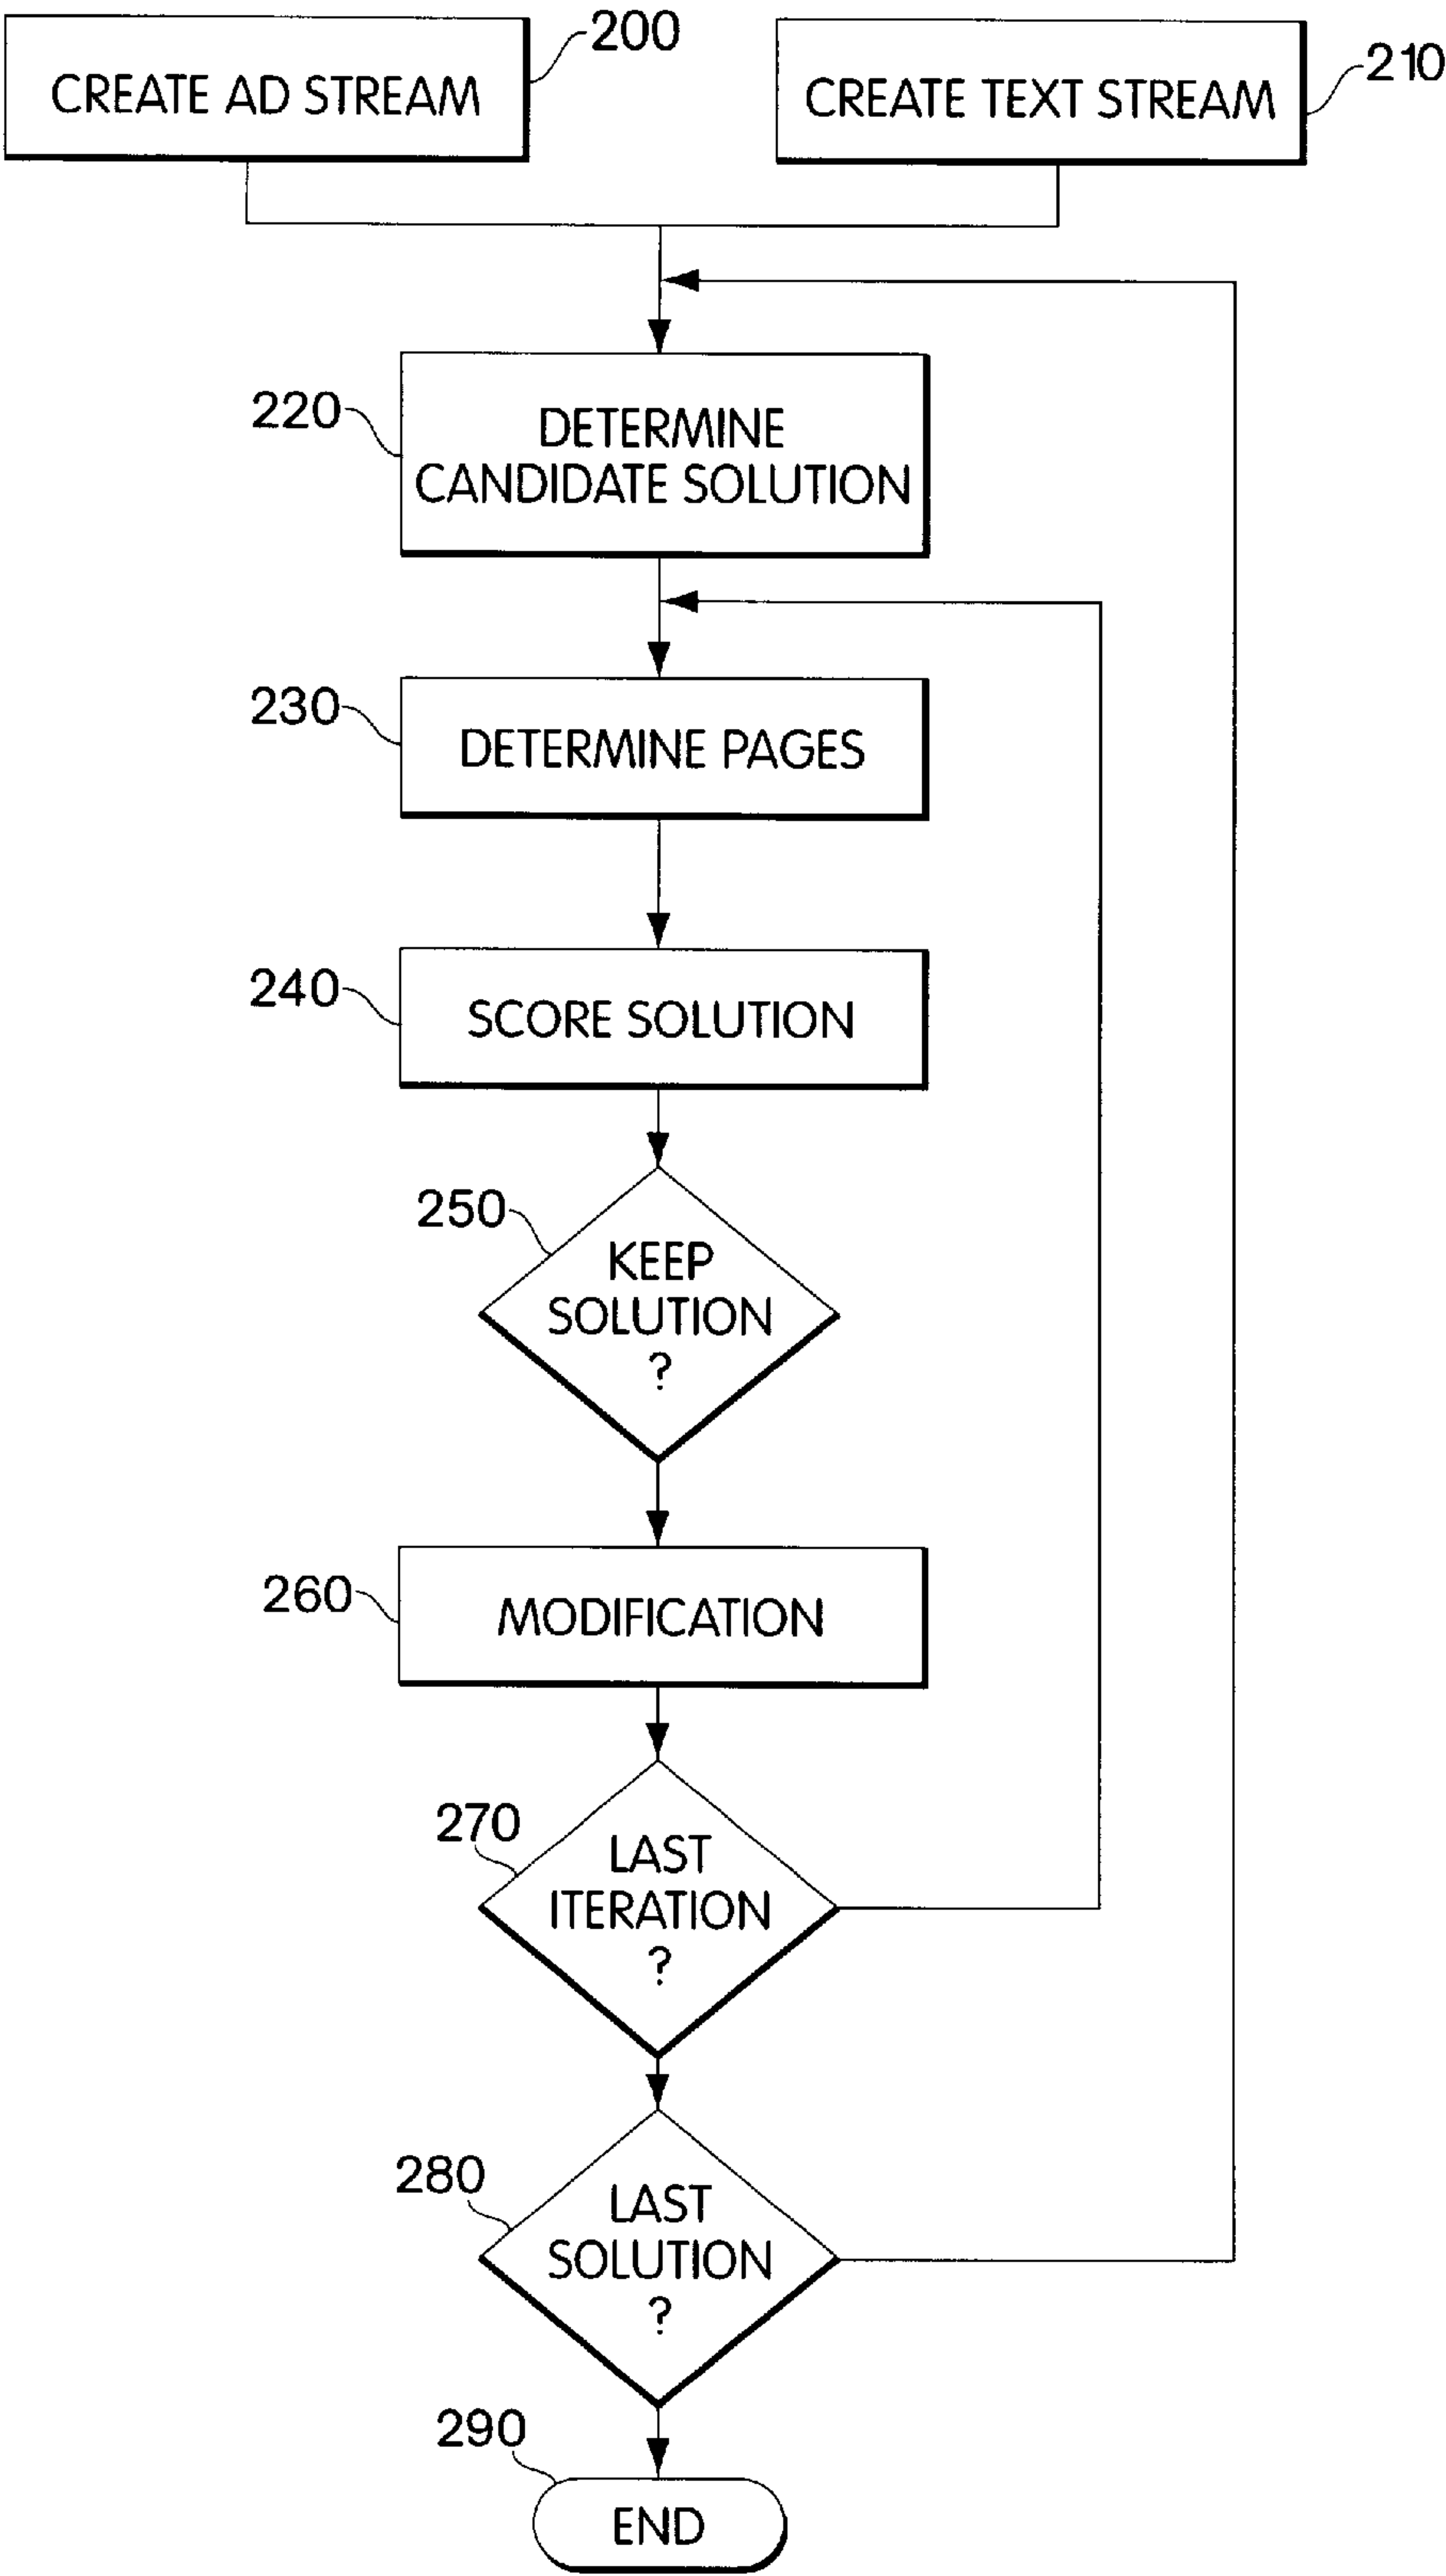 200
CREATE AD STREAM
210
CREATE TEXT STREAM
220
DETERMINE
CANDIDATE SOLUTION
230
DETERMINE PAGES
240
SCORE SOLUTION
250
KEEP
SOLUTION
?
260
MODIFICATION
270
LAST
ITERATION
?
280
LAST
SOLUTION
?
290
END